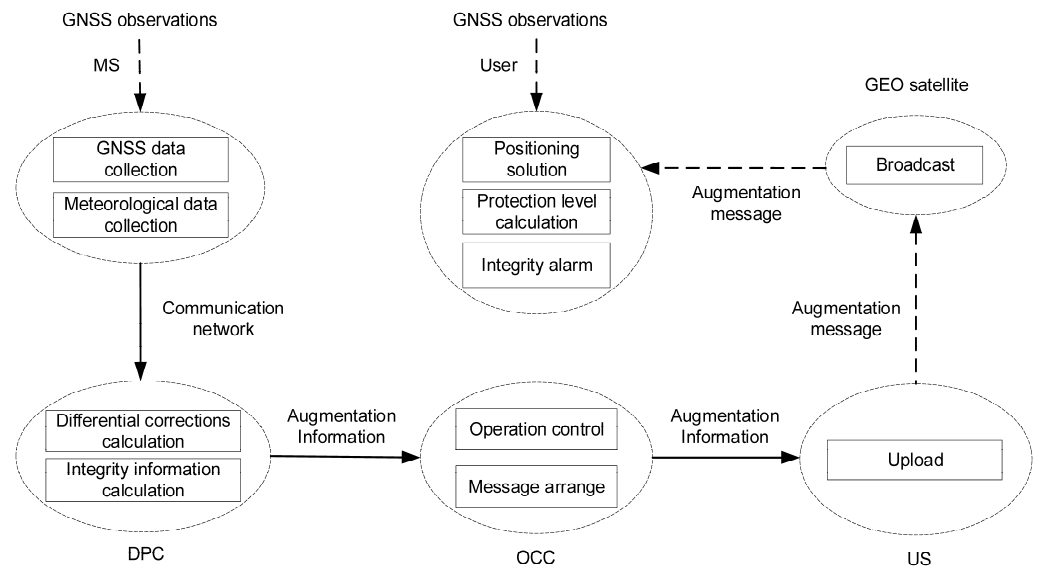 GNSS observations
MS
GNSS data
collection
Meteorological data
collection
Communication
network
Differential corrections
calculation
Integrity information
calculation
DPC
Augmentation
Information
Operation control
Message arrange
OCC
Augmentation
Information
Upload
US
Augmentation
message
GEO satellite
Broadcast
Augmentation
message
GNSS observations
User
Positioning
solution
Protection level
calculation
Integrity alarm